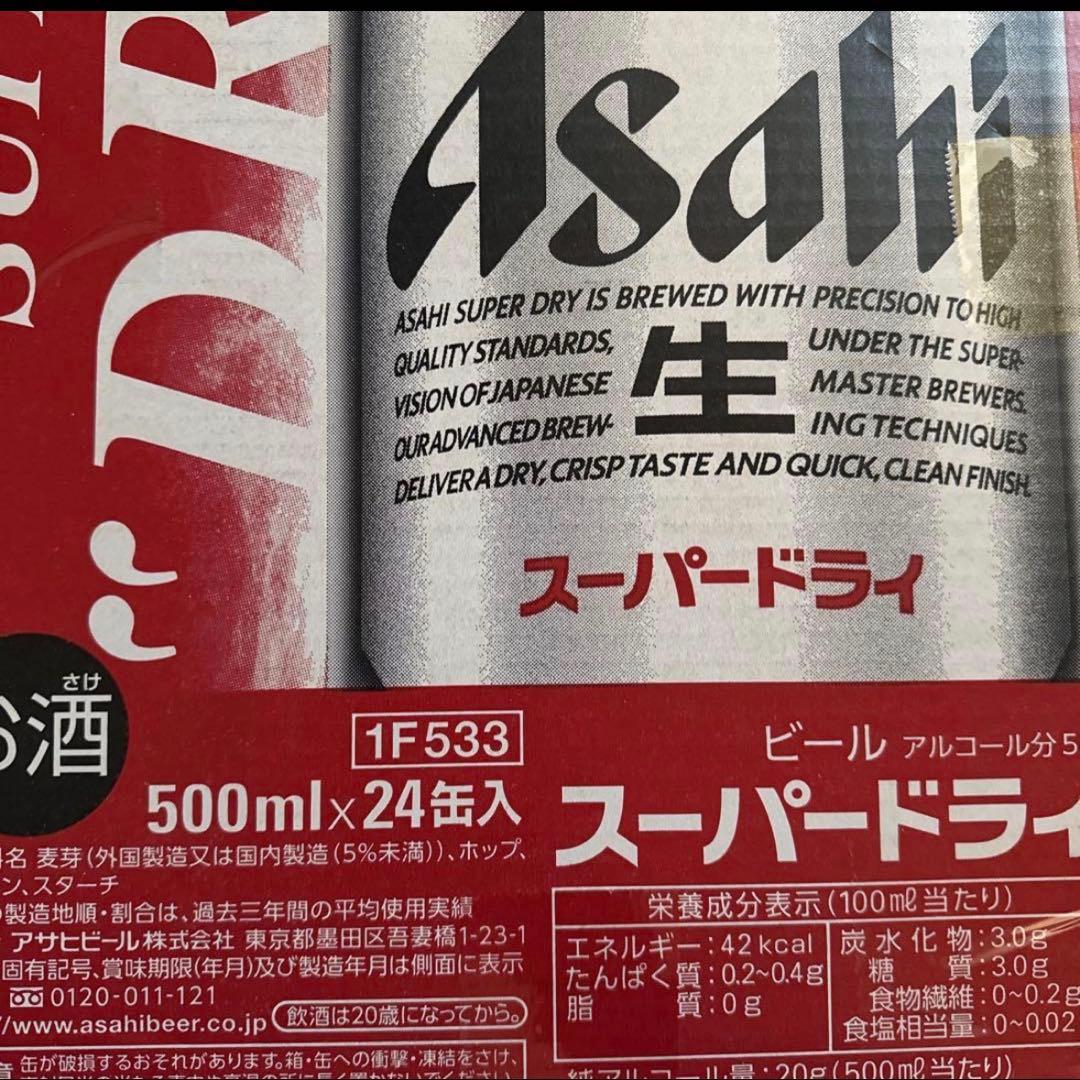 SUPE
"DR
Asahi
ASAHI SUPER DRY IS BREWED WITH PRECISION TO HIGH
QUALITY STANDARDS, UNDER THE SUPER-
VISION OF JAPANESE MASTER BREWERS.
OUR ADVANCED BREW- ING TECHNIQUES
DELIVER A DRY, CRISP TASTE AND QUICK, CLEAN FINISH.
生
スーパードライ
さけ
お酒
1F533
500ml×24缶入
名 麦芽(外国製造又は国内製造(5%未満))、ホップ、
ン、スターチ
の製造地順・割合は、過去三年間の平均使用実績
アサヒビール株式会社 東京都墨田区吾妻橋1-23-1
固有記号、賞味期限(年月)及び製造年月は側面に表示
0120-011-121
//www.asahibeer.co.jp 飲酒は20歳になってから。
意 缶が破損するおそれがあります。箱・缶への衝撃・凍結をさけ、
ビール アルコール分5
スーパードライ
栄養成分表示(100ml当たり)
エネルギー:42kcal
たんぱく質:0.2~0.4g
脂質:0g
炭水化物:3.0g
糖質:3.0g
食物繊維:0~0.2g
食塩相当量:0~0.02
純アルコール量:20g(500ml当たり)